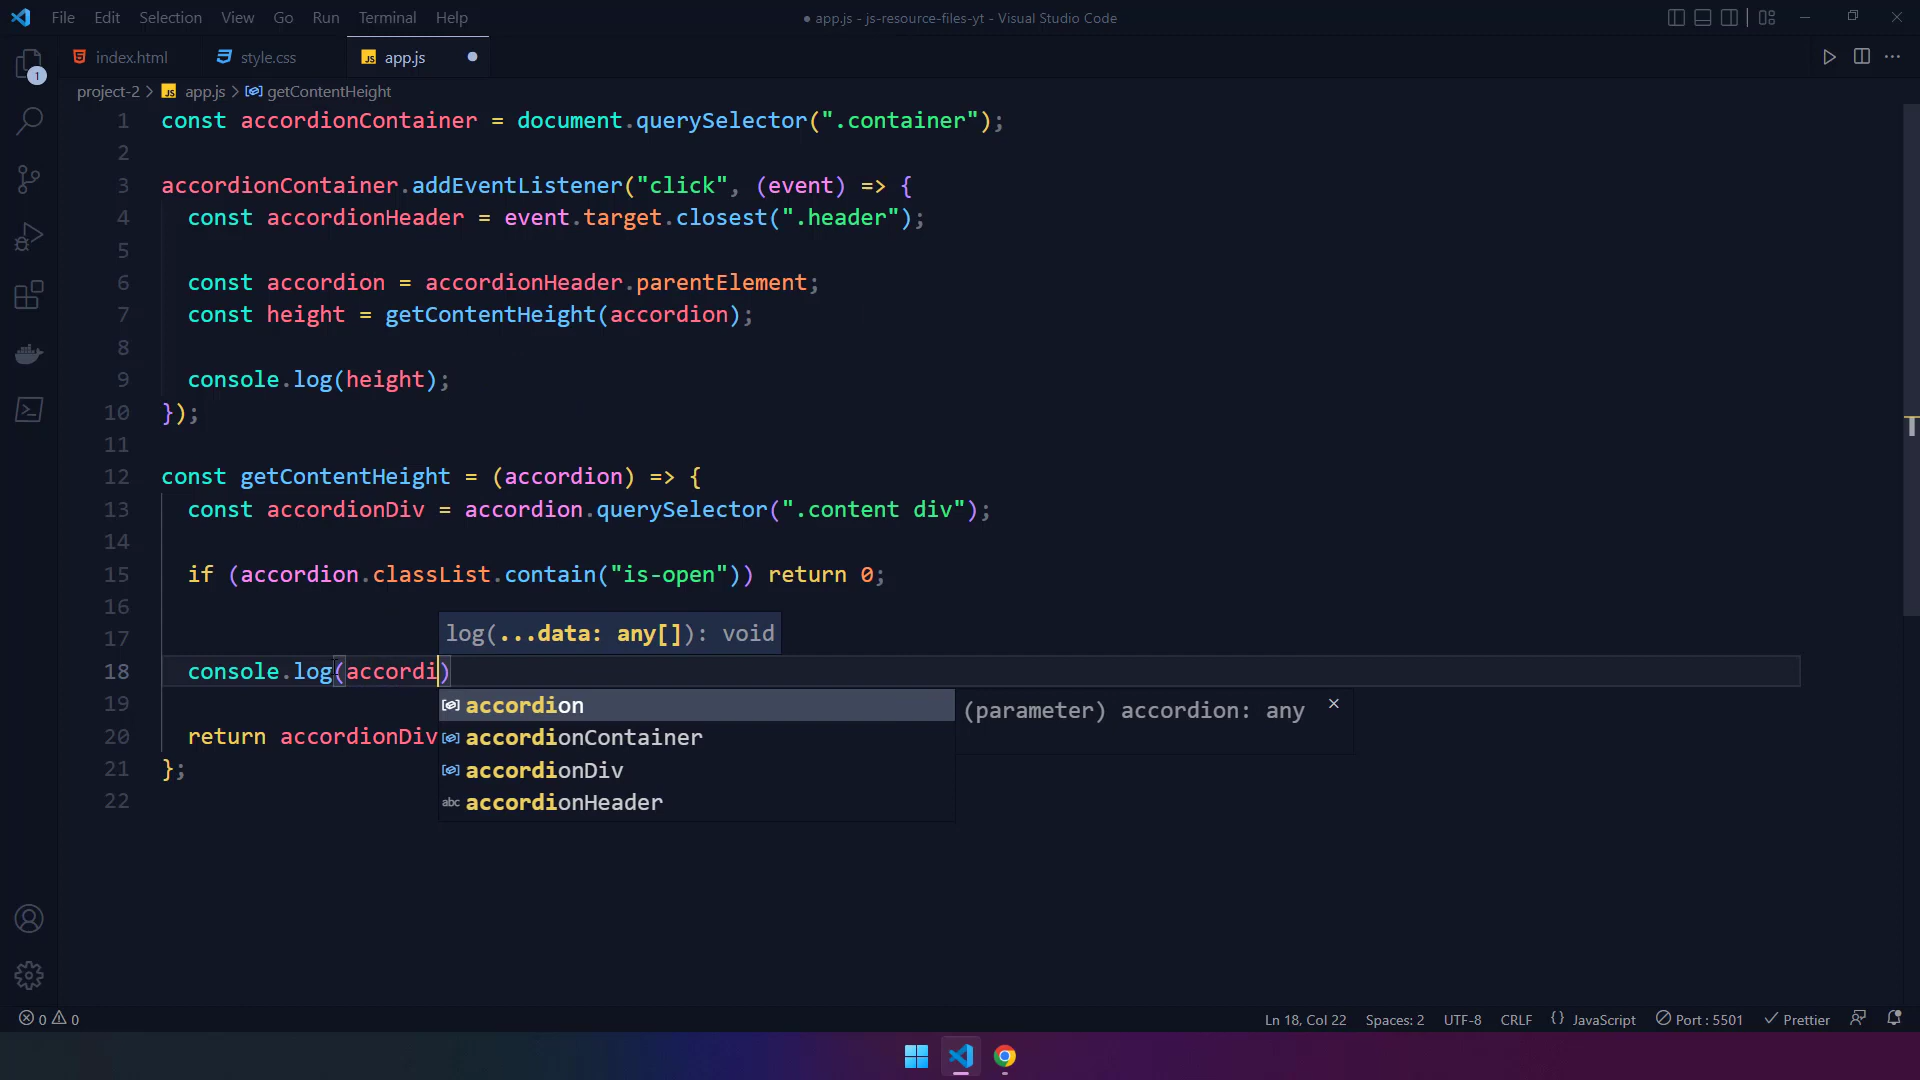 File Edit Selection View Go Run Terminal Help
● app.js - js-resource-files-yt - Visual Studio Code
index.html style.css JS app.js
1
project-2 > JS app.js > getContentHeight
1 const accordionContainer = document.querySelector(".container");
2
3 accordionContainer.addEventListener("click", (event) => {
4 const accordionHeader = event.target.closest(".header");
5
6 const accordion = accordionHeader.parentElement;
7 const height = getContentHeight(accordion);
8
9 console.log(height);
10 });
11
12 const getContentHeight = (accordion) => {
13 const accordionDiv = accordion.querySelector(".content div");
14
15 if (accordion.classList.contain("is-open")) return 0;
16
17
log(...data: any[]): void
18 console.log(accordi)
19
accordion
(parameter) accordion: any
20 return accordionDiv
accordionContainer
21 };
accordionDiv
22
abc accordionHeader
0 0
Ln 18, Col 22 Spaces: 2 UTF-8 CRLF {} JavaScript Port : 5501 Prettier